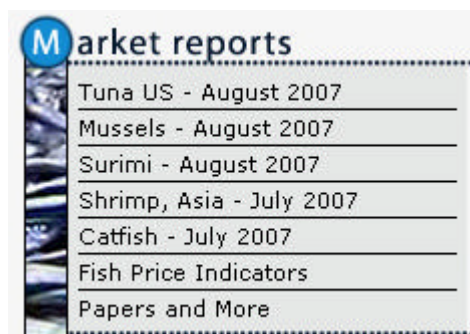 Market reports
Tuna US - August 2007
Mussels - August 2007
Surimi - August 2007
Shrimp, Asia - July 2007
Catfish - July 2007
Fish Price Indicators
Papers and More